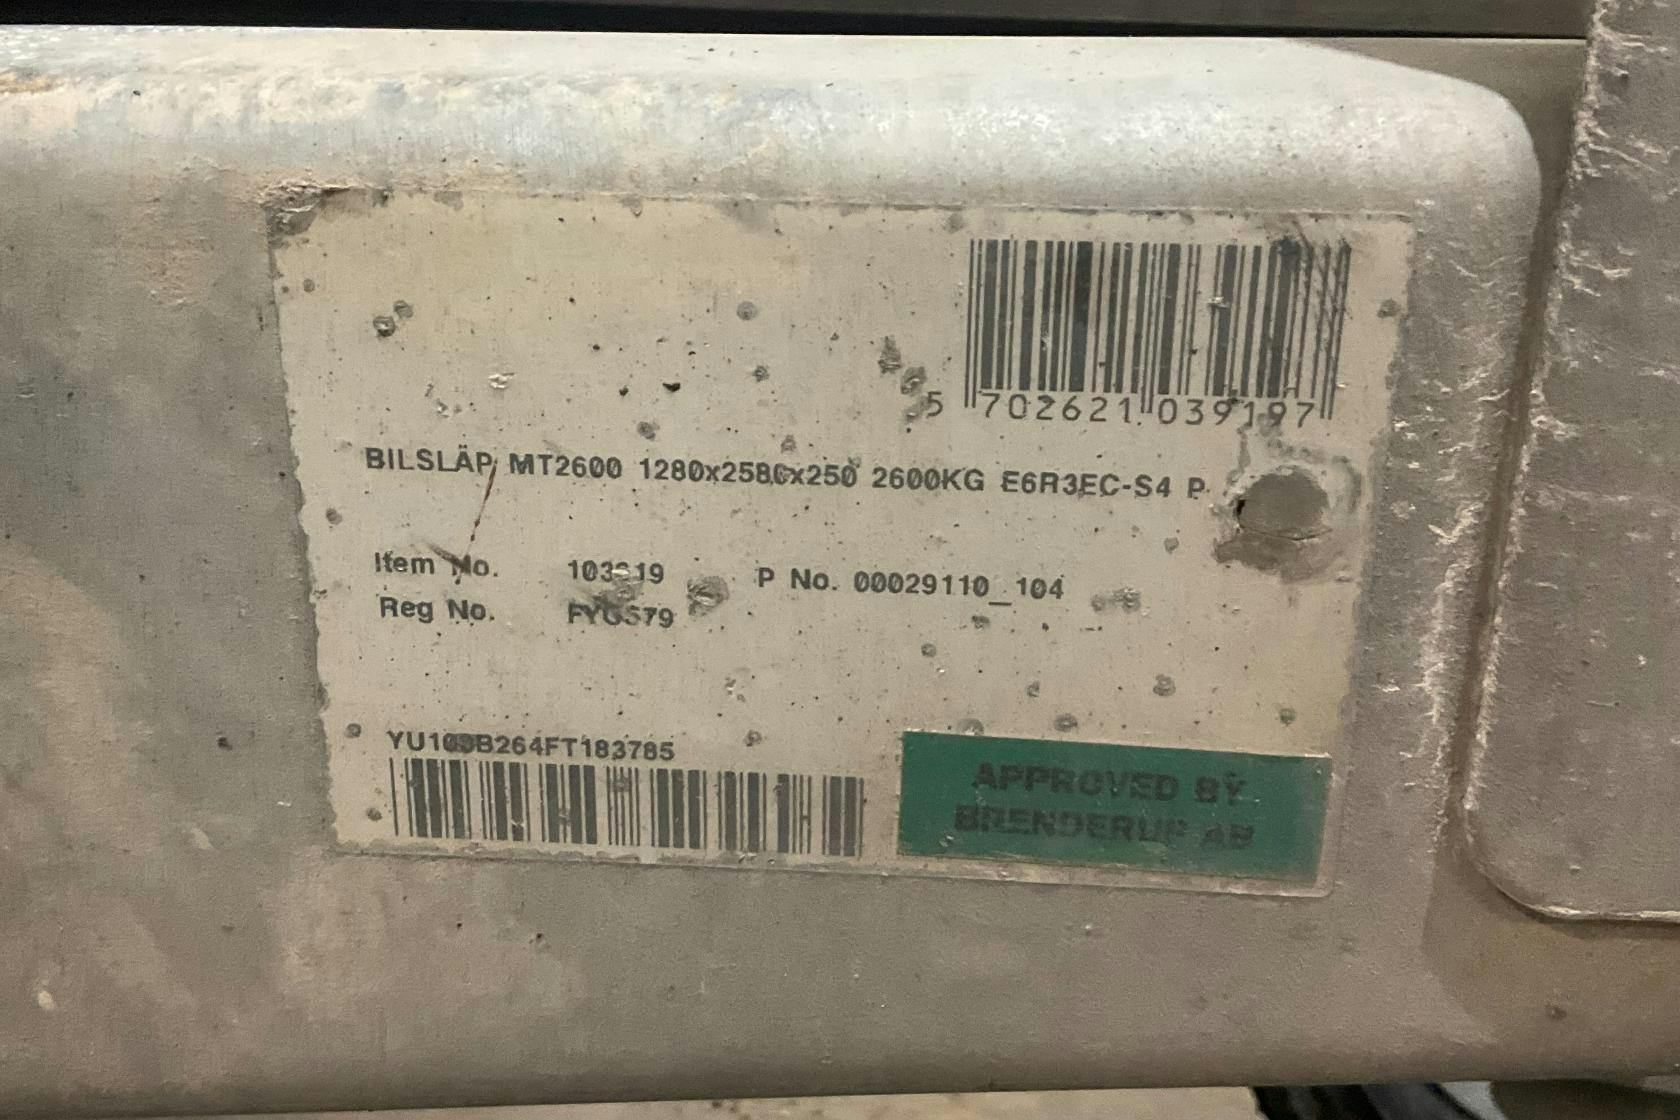 5 702621 039197
BILSLÄP MT2600 1280x2580x250 2600KG E6R3EC-S4 P
Item No. P No. 00029110_104
Reg No.
APPROVED BY
BRENDERUP AB